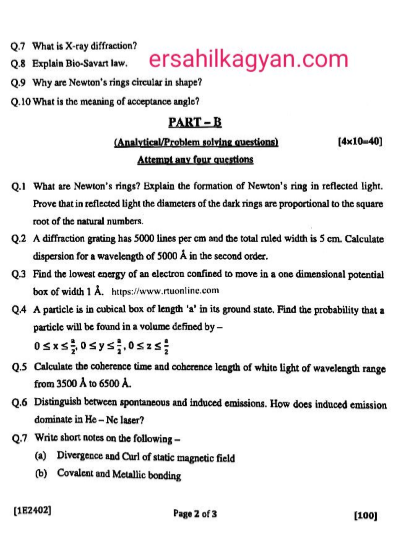 Q.7 What is X-ray diffraction?
ersahilkagyan.com
Q.8 Explain Bio-Savart law.
Q.9 Why are Newton's rings circular in shape?
Q.10 What is the meaning of acceptance angle?
PART – B
(Analytical/Problem solving questions) [4x10=40]
Attempt any four questions
Q.1 What are Newton's rings? Explain the formation of Newton's ring in reflected light.
Prove that in reflected light the diameters of the dark rings are proportional to the square
root of the natural numbers.
Q.2 A diffraction grating has 5000 lines per cm and the total ruled width is 5 cm. Calculate
dispersion for a wavelength of 5000 Å in the second order.
Q.3 Find the lowest energy of an electron confined to move in a one dimensional potential
box of width 1 Å. https://www.rtuonline.com
Q.4 A particle is in cubical box of length 'a' in its ground state. Find the probability that a
particle will be found in a volume defined by –
0 ≤ x ≤ a/2, 0 ≤ y ≤ a/2, 0 ≤ z ≤ a/2
Q.5 Calculate the coherence time and coherence length of white light of wavelength range
from 3500 Å to 6500 Å.
Q.6 Distinguish between spontaneous and induced emissions. How does induced emission
dominate in He – Ne laser?
Q.7 Write short notes on the following –
(a) Divergence and Curl of static magnetic field
(b) Covalent and Metallic bonding
[1E2402] Page 2 of 3 [100]